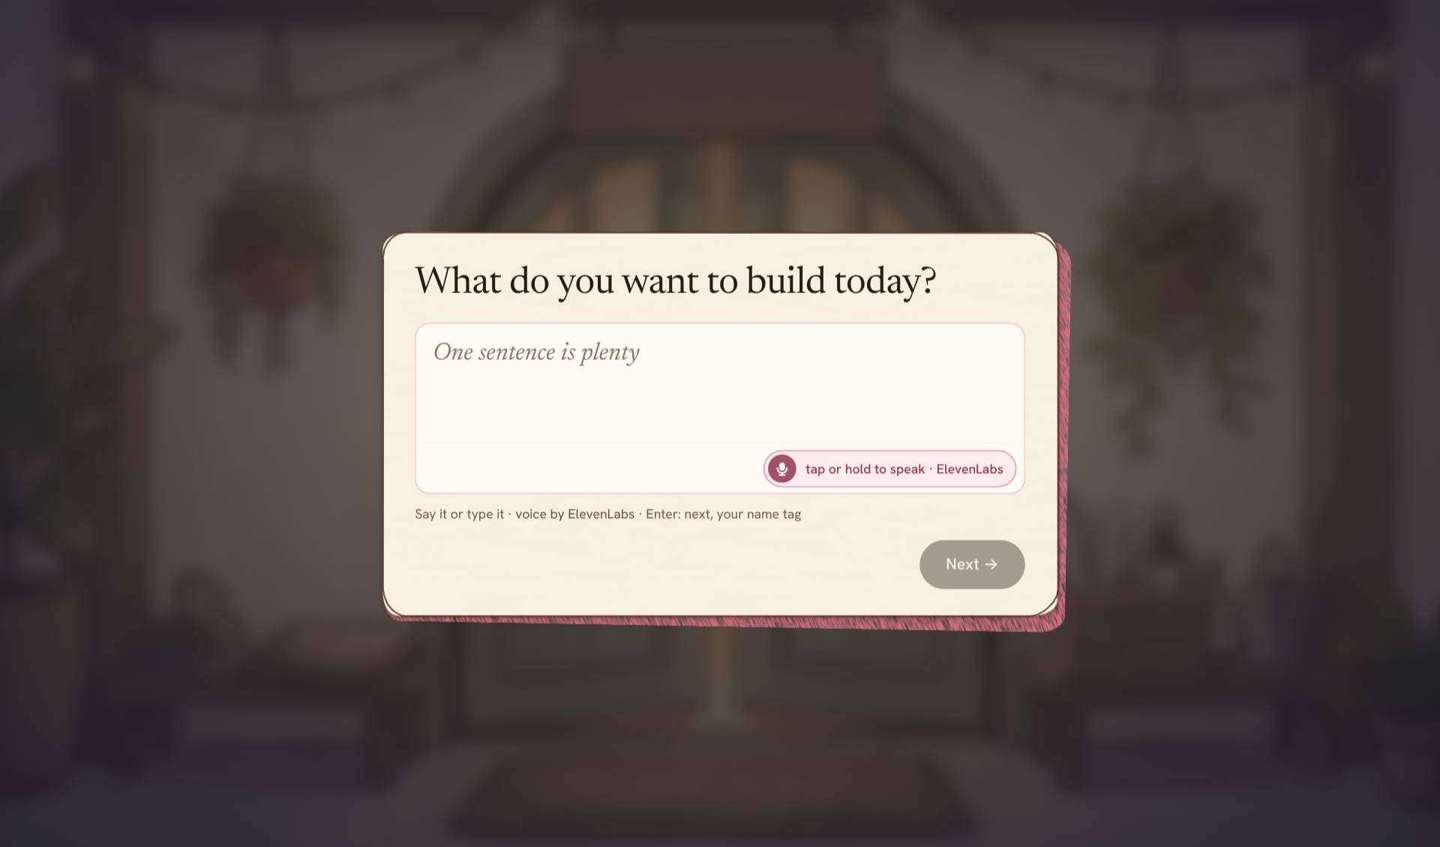 What do you want to build today?
One sentence is plenty
tap or hold to speak · ElevenLabs
Say it or type it · voice by ElevenLabs · Enter: next, your name tag
Next →